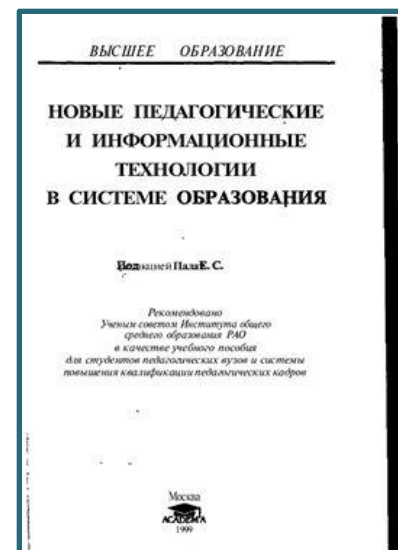 ВЫСШЕЕ ОБРАЗОВАНИЕ
НОВЫЕ ПЕДАГОГИЧЕСКИЕ
И ИНФОРМАЦИОННЫЕ
ТЕХНОЛОГИИ
В СИСТЕМЕ ОБРАЗОВАНИЯ
Е. С.
Рекомендовано
Ученым советом Института общего
среднего образования РАО
в качестве учебного пособия
для студентов педагогических вузов и системы
повышения квалификации педагогических кадров
Москва
ACADEMA
1999